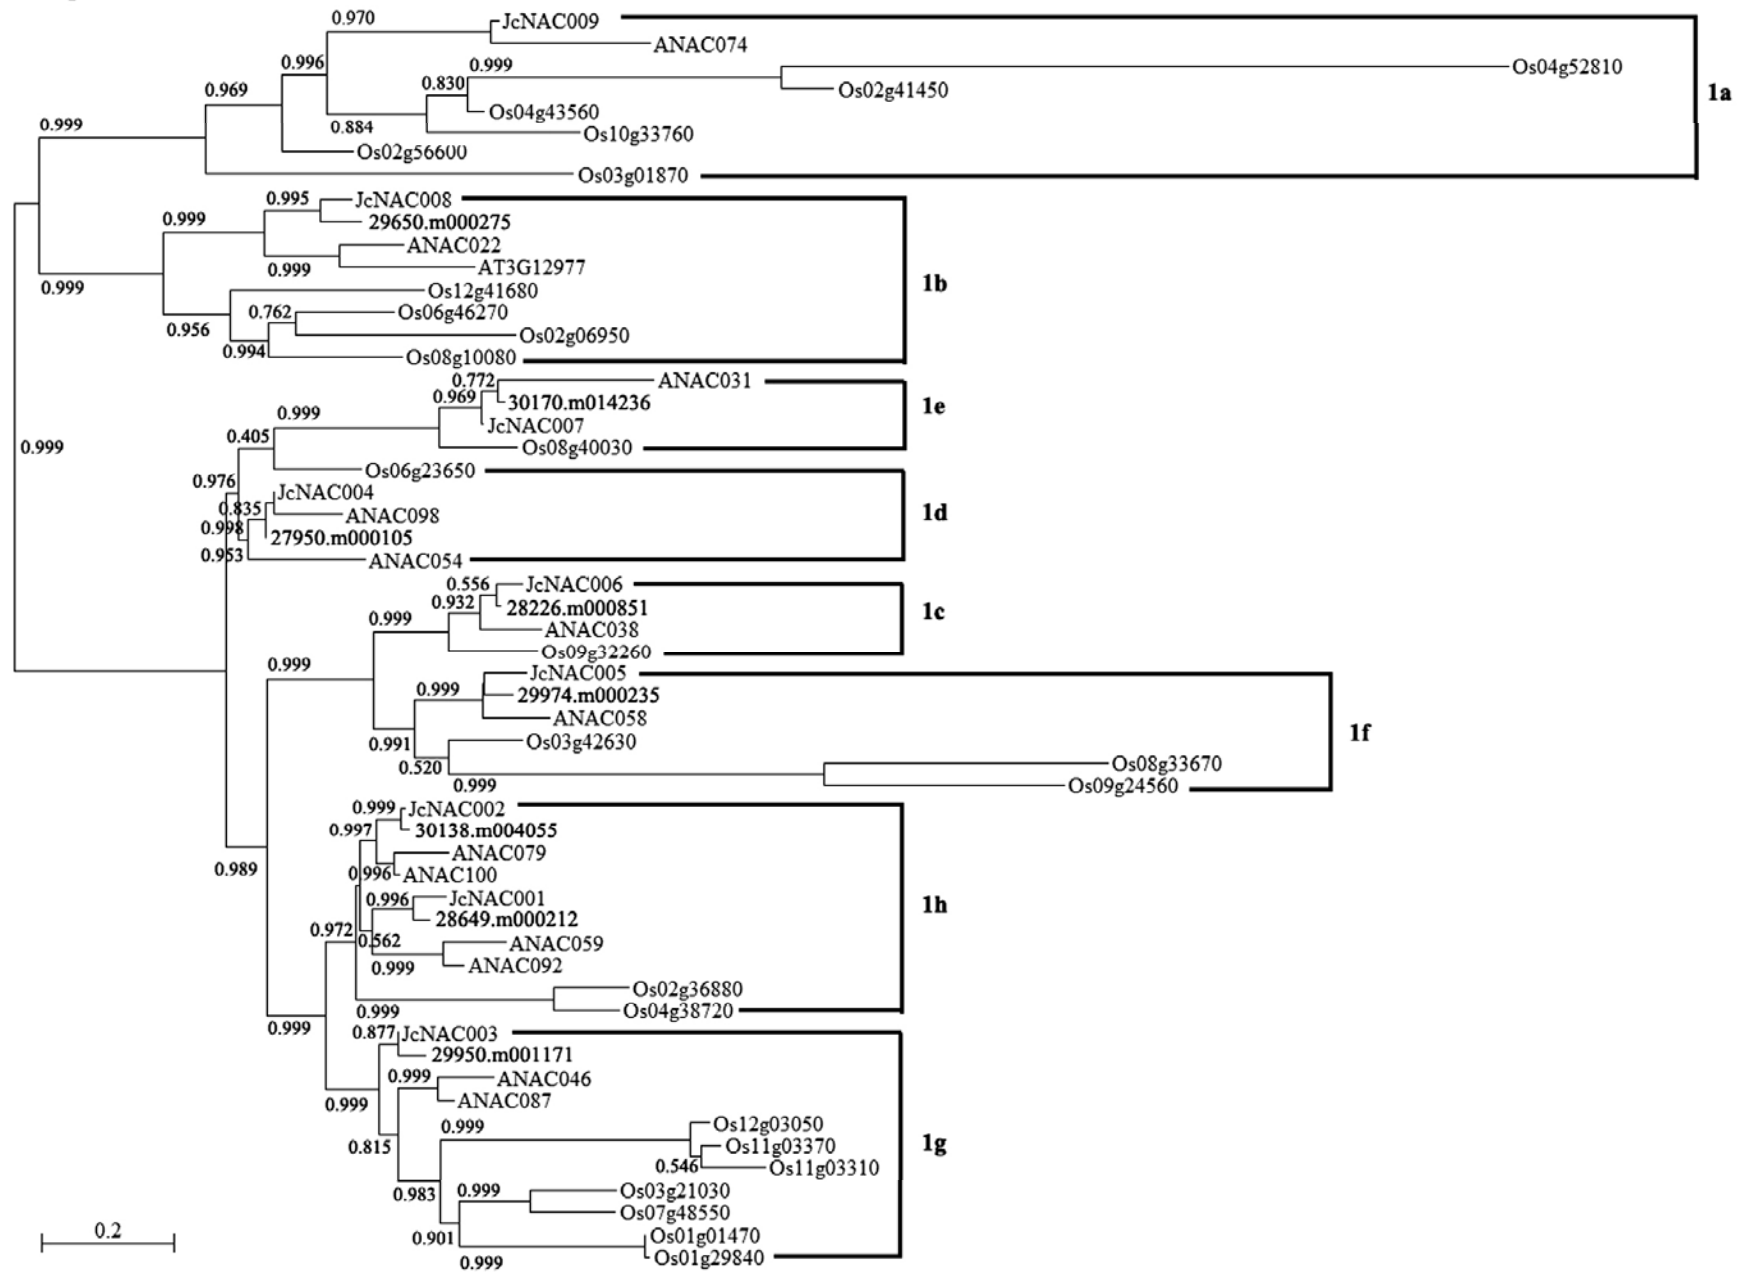 0.970
JcNAC009
ANAC074
0.996
0.999
Os04g52810
0.969
0.830
Os02g41450
1a
Os04g43560
0.999
0.884
Os10g33760
Os02g56600
Os03g01870
0.995
JcNAC008
0.999
29650.m000275
ANAC022
0.999
AT3G12977
0.999
Os12g41680
1b
0.762
Os06g46270
0.956
Os02g06950
0.994
Os08g10080
0.772
ANAC031
0.969
30170.m014236
1e
0.999
JcNAC007
0.405
Os08g40030
0.999
Os06g23650
0.976
JcNAC004
0.835
ANAC098
1d
0.998
27950.m000105
0.953
ANAC054
0.556
JcNAC006
0.932
28226.m000851
1c
0.999
ANAC038
Os09g32260
0.999
JcNAC005
0.999
29974.m000235
ANAC058
1f
0.991
Os03g42630
0.520
Os08g33670
0.999
Os09g24560
0.999
JcNAC002
0.997
30138.m004055
ANAC079
0.989
0.996
ANAC100
0.996
JcNAC001
1h
28649.m000212
0.972
0.562
ANAC059
0.999
ANAC092
Os02g36880
0.999
Os04g38720
0.999
0.877
JcNAC003
29950.m001171
0.999
ANAC046
0.999
ANAC087
0.999
Os12g03050
0.815
Os11g03370
1g
0.546
Os11g03310
0.983
0.999
Os03g21030
Os07g48550
0.901
Os01g01470
0.999
Os01g29840
0.2